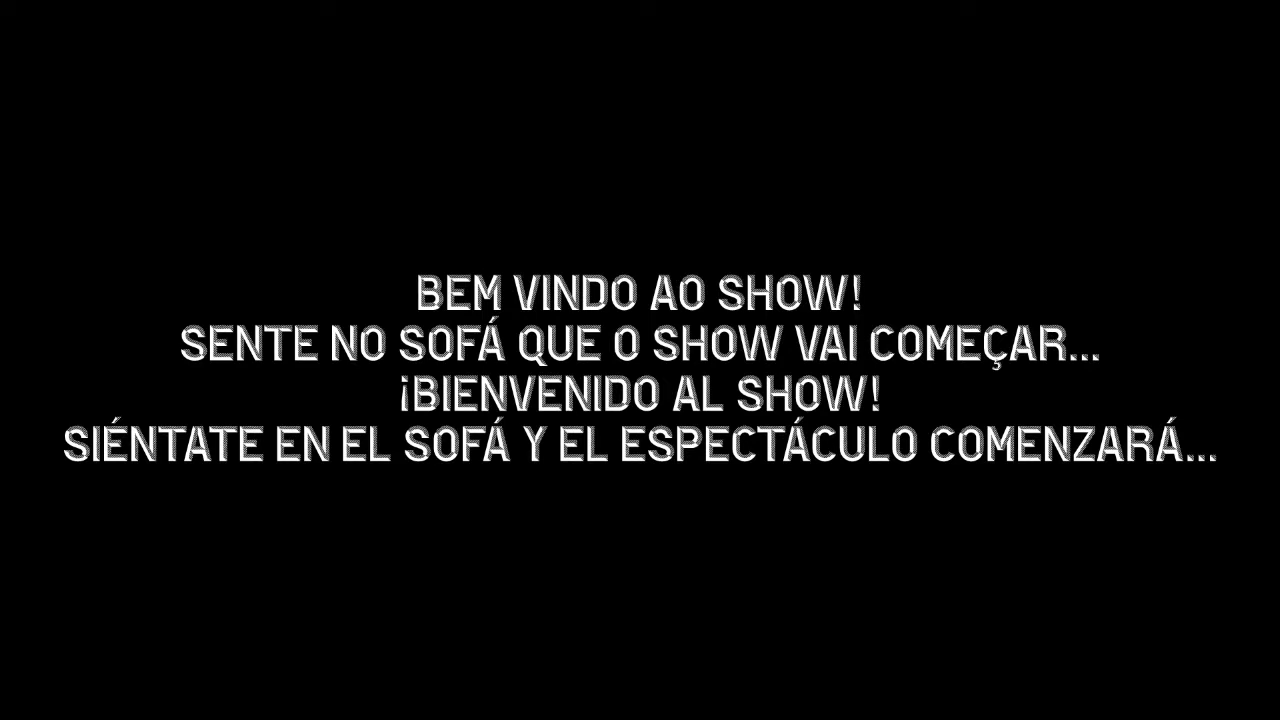 BEM VINDO AO SHOW!
SENTE NO SOFÁ QUE O SHOW VAI COMEÇAR...
¡BIENVENIDO AL SHOW!
SIÉNTATE EN EL SOFÁ Y EL ESPECTÁCULO COMENZARÁ...